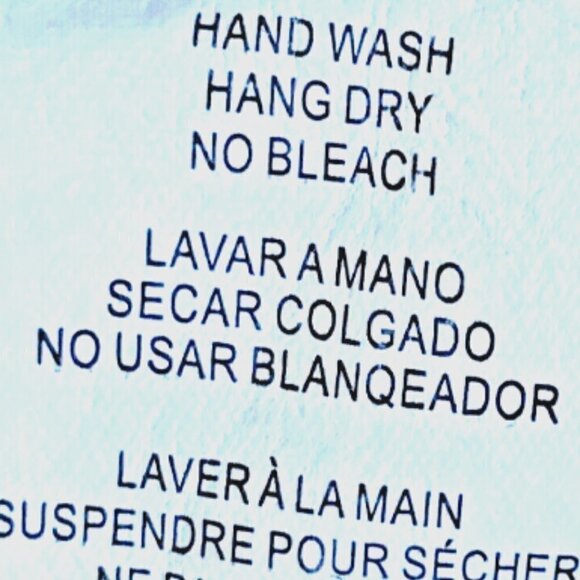 HAND WASH
HANG DRY
NO BLEACH
LAVAR A MANO
SECAR COLGADO
NO USAR BLANQEADOR
LAVER À LA MAIN
SUSPENDRE POUR SÉCHER
NE